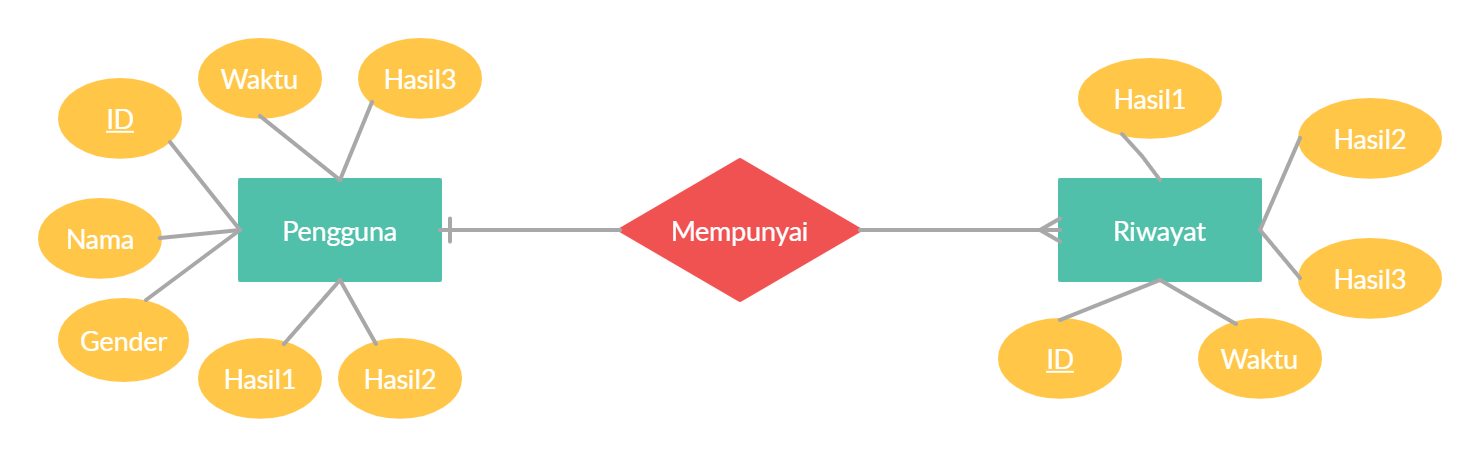 Waktu
Hasil3
ID
Nama
Gender
Hasil1
Hasil2
Pengguna
Mempunyai
Riwayat
Hasil1
Hasil2
Hasil3
ID
Waktu